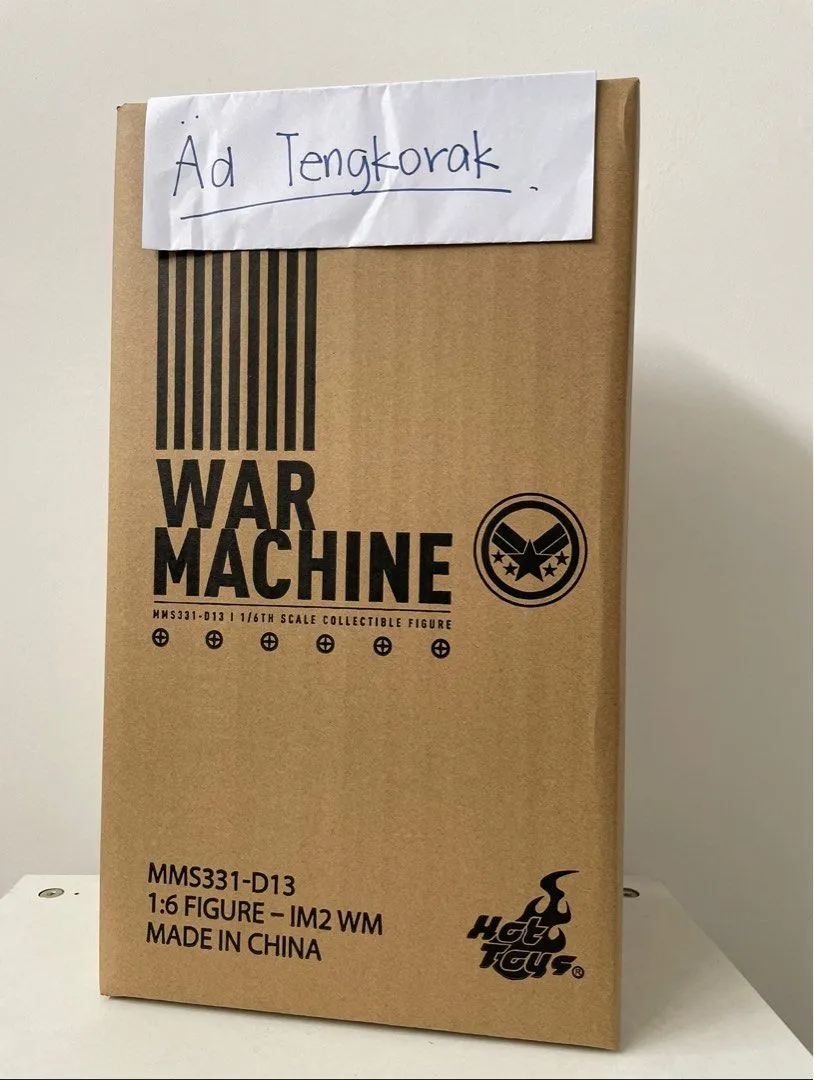 Äd Tengkorak.
WAR
MACHINE
MMS331-D13 | 1/6TH SCALE COLLECTIBLE FIGURE
MMS331-D13
1:6 FIGURE – IM2 WM
MADE IN CHINA
Hot
Toys®